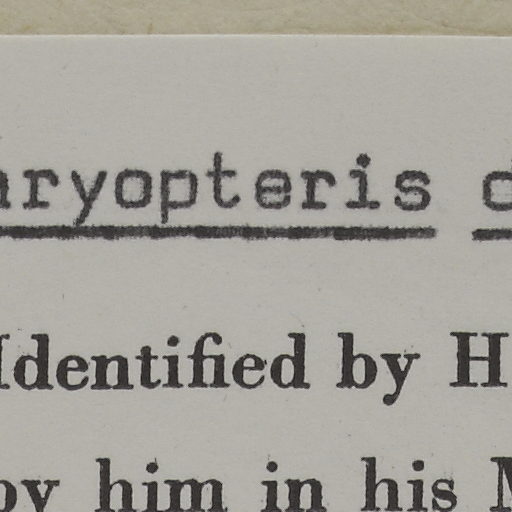 aryopteris
Identified by H
by him in his M